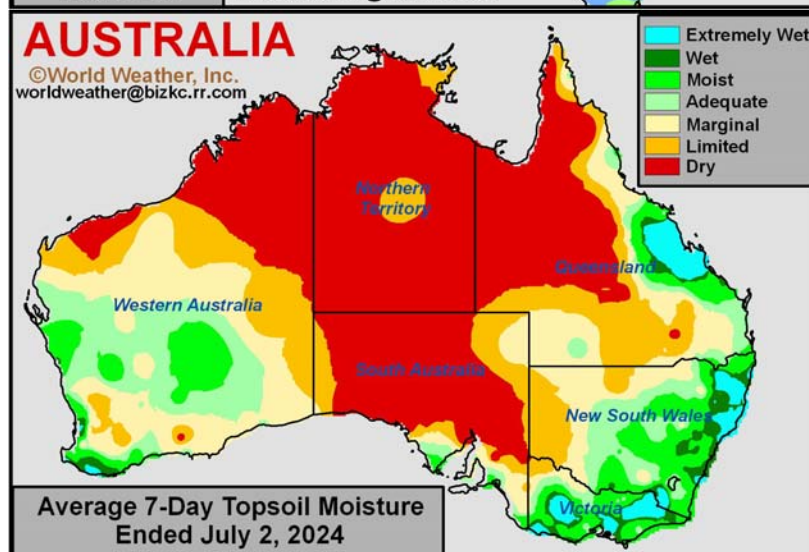 AUSTRALIA
©World Weather, Inc.
worldweather@bizkc.rr.com
Extremely Wet
Wet
Moist
Adequate
Marginal
Limited
Dry
Northern
Territory
Queensland
Western Australia
South Australia
New South Wales
Victoria
Average 7-Day Topsoil Moisture
Ended July 2, 2024